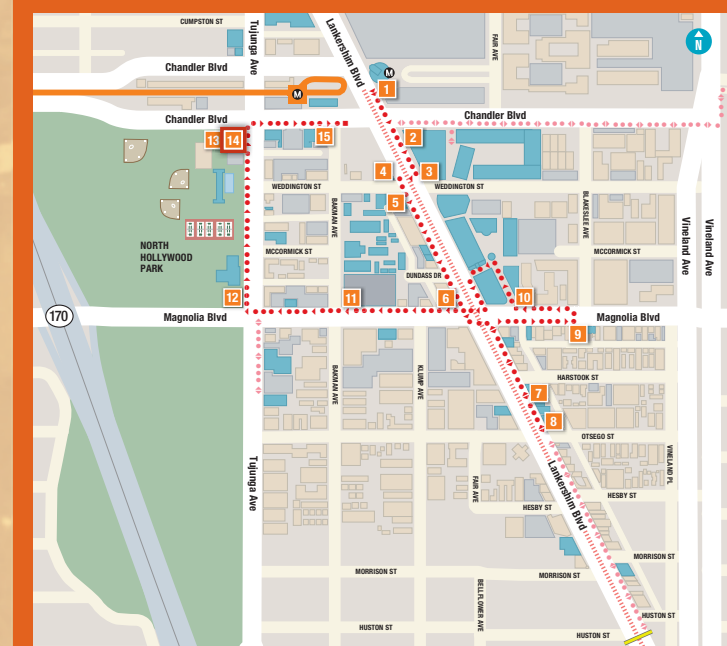 CUMPSTON ST
Tujunga Ave
Lankershim Blvd
FAIR AVE
N
Chandler Blvd
M
M
1
Chandler Blvd
Chandler Blvd
13
14
15
2
4
3
WEDDINGTON ST
WEDDINGTON ST
5
BAKMAN AVE
BLAKESLEE AVE
Vineland Ave
Vineland Ave
NORTH
HOLLYWOOD
PARK
MCCORMICK ST
MCCORMICK ST
DUNDASS DR
12
11
6
10
170
Magnolia Blvd
Magnolia Blvd
9
BAKMAN AVE
KLUMP AVE
HARSTOOK ST
7
8
OTSEGO ST
Tujunga Ave
Lankershim Blvd
VINELAND PL
FAIR AVE
HESBY ST
HESBY ST
MORRISON ST
MORRISON ST
MORRISON ST
BELLFLOWER AVE
HUSTON ST
HUSTON ST
HUSTON ST